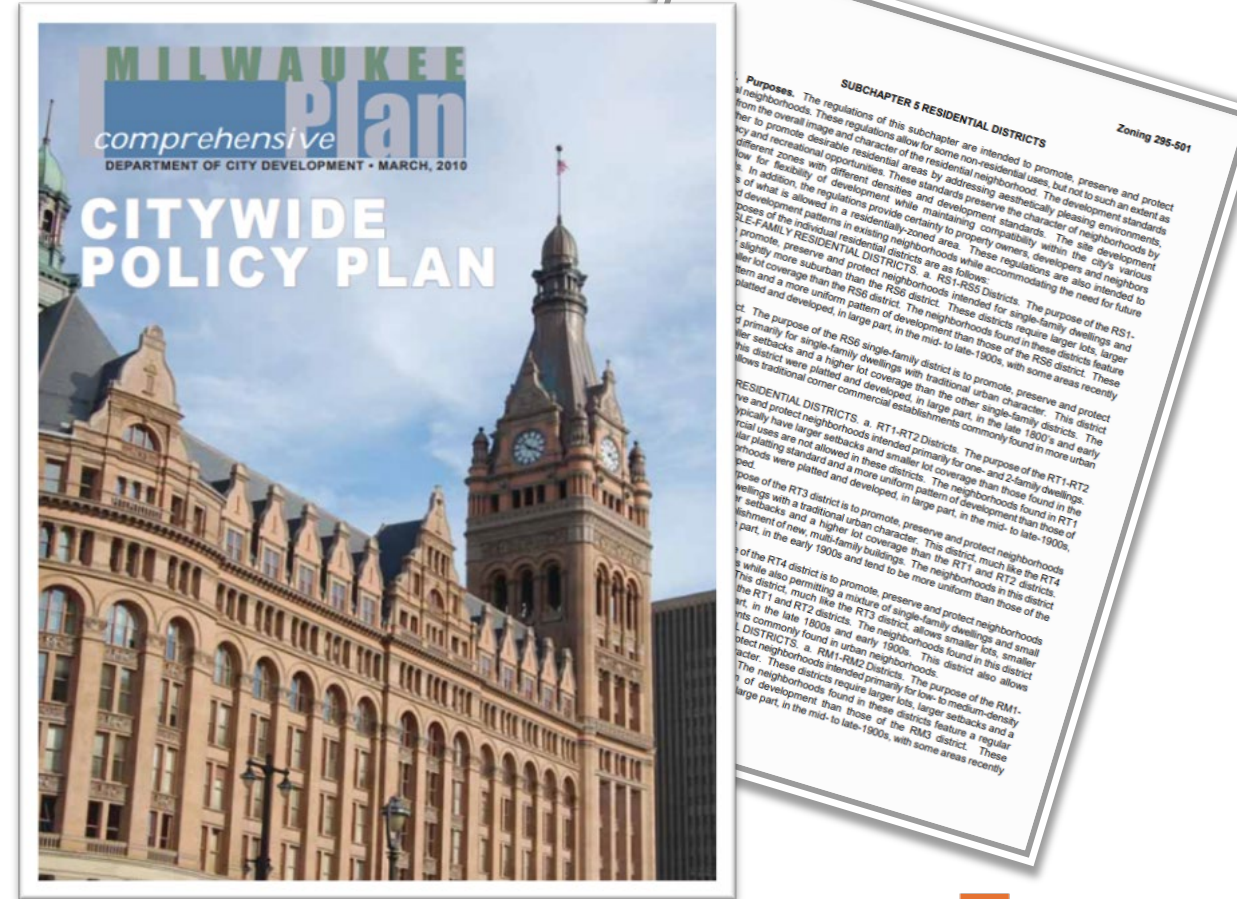 MILWAUKEE
comprehensive Plan
DEPARTMENT OF CITY DEVELOPMENT • MARCH, 2010
CITYWIDE
POLICY PLAN
Zoning 295-501
SUBCHAPTER 5 RESIDENTIAL DISTRICTS
Purposes. The regulations of this subchapter are intended to promote, preserve and protect
neighborhoods. These regulations allow for some non-residential uses, but not to such an extent as
from the overall image and character of the residential neighborhood. The development standards
to promote desirable residential areas by addressing aesthetically pleasing environments,
and recreational opportunities. These standards preserve the character of neighborhoods by
different zones with different densities and development standards. The site development
for flexibility of development while maintaining compatibility within the city's various
In addition, the regulations provide certainty to property owners, developers and neighbors
of what is allowed in a residentially-zoned area. These regulations are also intended to
development patterns in existing neighborhoods while accommodating the need for future
of the individual residential districts are as follows:
RESIDENTIAL DISTRICTS. a. RS1-RS5 Districts. The purpose of the RS1-
promote, preserve and protect neighborhoods intended for single-family dwellings and
slightly more suburban than the RS6 district. These districts require larger lots, larger
lot coverage than the RS6 district. The neighborhoods found in these districts feature
and a more uniform pattern of development than those of the RS6 district. These
platted and developed, in large part, in the mid- to late-1900s, with some areas recently
The purpose of the RS6 single-family district is to promote, preserve and protect
primarily for single-family dwellings with traditional urban character. This district
setbacks and a higher lot coverage than the other single-family districts. The
this district were platted and developed, in large part, in the late 1800's and early
traditional corner commercial establishments commonly found in more urban
RESIDENTIAL DISTRICTS. a. RT1-RT2 Districts. The purpose of the RT1-RT2
and protect neighborhoods intended primarily for one- and 2-family dwellings.
typically have larger setbacks and smaller lot coverage than those found in the
uses are not allowed in these districts. The neighborhoods found in RT1
platting standard and a more uniform pattern of development than those of
were platted and developed, in large part, in the mid- to late-1900s,
of the RT3 district is to promote, preserve and protect neighborhoods
with a traditional urban character. This district, much like the RT4
setbacks and a higher lot coverage than the RT1 and RT2 districts.
of new, multi-family buildings. The neighborhoods in this district
part, in the early 1900s and tend to be more uniform than those of the
of the RT4 district is to promote, preserve and protect neighborhoods
while also permitting a mixture of single-family dwellings and small
This district, much like the RT3 district, allows smaller lots, smaller
the RT1 and RT2 districts. The neighborhoods found in this district
in the late 1800s and early 1900s. This district also allows
commonly found in urban neighborhoods.
DISTRICTS. a. RM1-RM2 Districts. The purpose of the RM1-
neighborhoods intended primarily for low- to medium-density
These districts require larger lots, larger setbacks and a
The neighborhoods found in these districts feature a regular
of development than those of the RM3 district. These
large part, in the mid- to late-1900s, with some areas recently